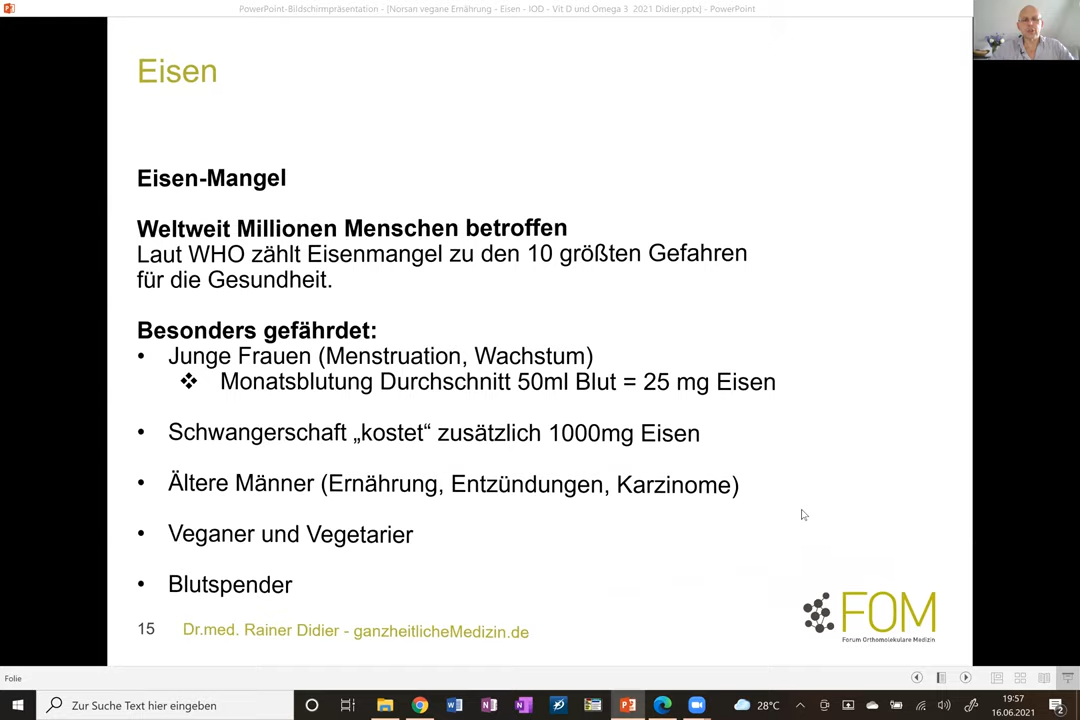 PowerPoint-Bildschirmpräsentation - [Norsan vegane Ernährung - Eisen - IOD - Vit D und Omega 3 2021 Didier.pptx] - PowerPoint
Eisen
Eisen-Mangel
Weltweit Millionen Menschen betroffen
Laut WHO zählt Eisenmangel zu den 10 größten Gefahren
für die Gesundheit.
Besonders gefährdet:
• Junge Frauen (Menstruation, Wachstum)
❖ Monatsblutung Durchschnitt 50ml Blut = 25 mg Eisen
• Schwangerschaft „kostet“ zusätzlich 1000mg Eisen
• Ältere Männer (Ernährung, Entzündungen, Karzinome)
• Veganer und Vegetarier
• Blutspender
15 Dr.med. Rainer Didier - ganzheitlicheMedizin.de
FOM
Forum Orthomolekulare Medizin
Folie
Zur Suche Text hier eingeben
28°C
19:57
16.06.2021
2